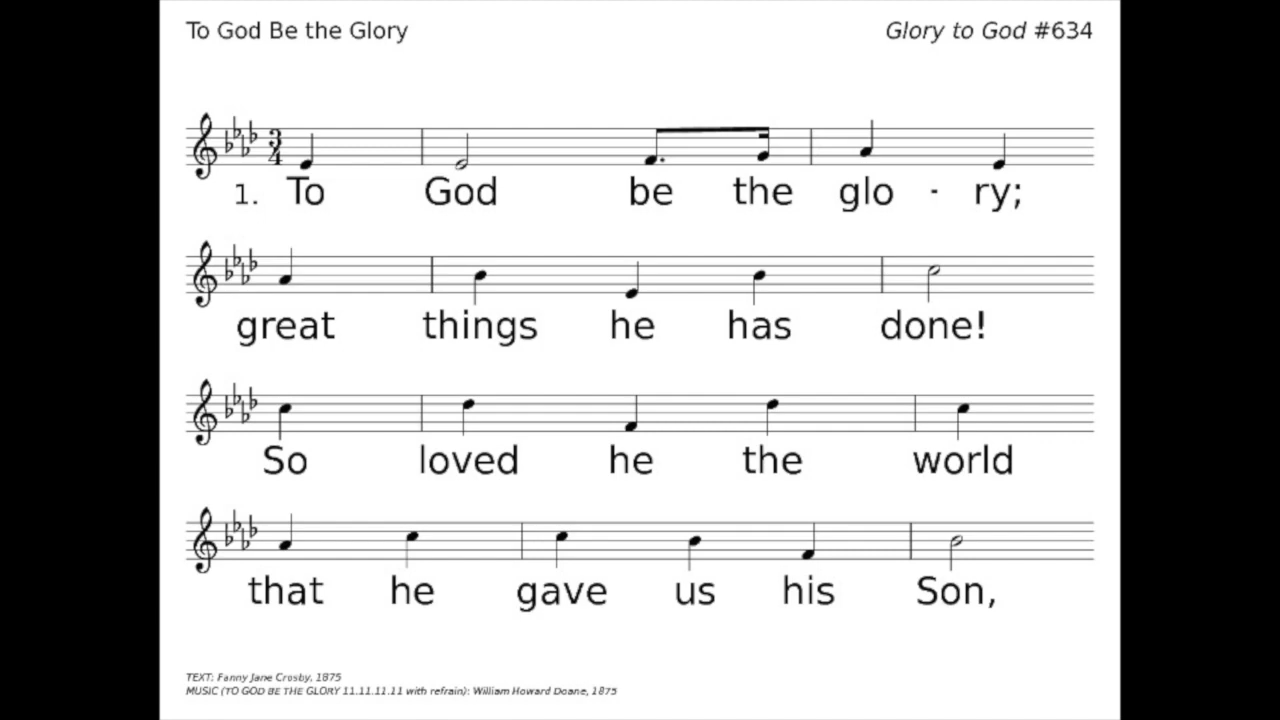 To God Be the Glory
Glory to God #634
3
4
1. To God be the glo - ry;
great things he has done!
So loved he the world
that he gave us his Son,
TEXT: Fanny Jane Crosby, 1875
MUSIC (TO GOD BE THE GLORY 11.11.11.11 with refrain): William Howard Doane, 1875